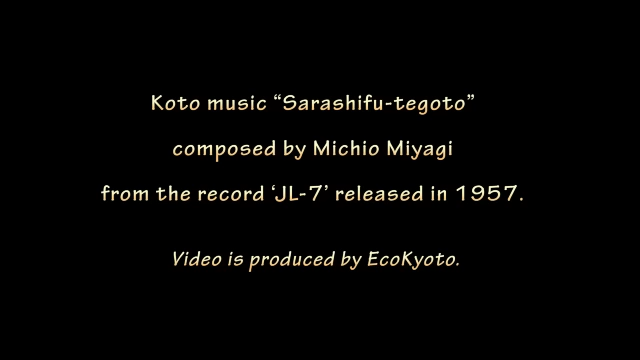 Koto music “Sarashifu-tegoto”
composed by Michio Miyagi
from the record ‘JL-7’ released in 1957.
Video is produced by EcoKyoto.